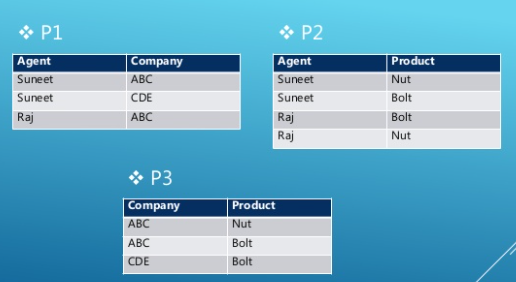 ❖ P1
Agent Company
Suneet ABC
Suneet CDE
Raj ABC
❖ P2
Agent Product
Suneet Nut
Suneet Bolt
Raj Bolt
Raj Nut
❖ P3
Company Product
ABC Nut
ABC Bolt
CDE Bolt